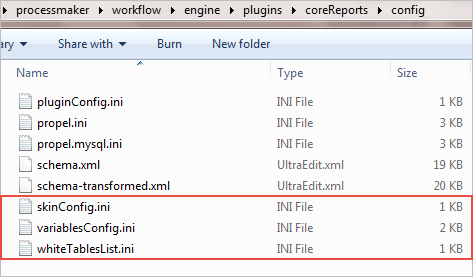 processmaker ▸ workflow ▸ engine ▸ plugins ▸ coreReports ▸ config
ary Share with Burn New folder
Name Type Size
pluginConfig.ini INI File 1 KB
propel.ini INI File 3 KB
propel.mysql.ini INI File 3 KB
schema.xml UltraEdit.xml 19 KB
schema-transformed.xml UltraEdit.xml 20 KB
skinConfig.ini INI File 1 KB
variablesConfig.ini INI File 2 KB
whiteTablesList.ini INI File 1 KB